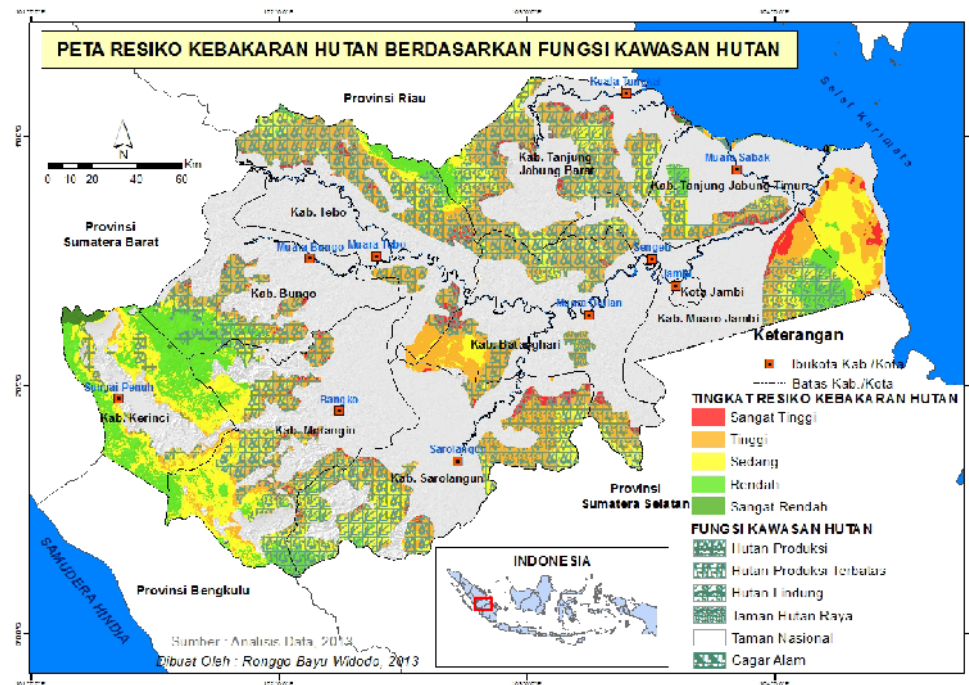 PETA RESIKO KEBAKARAN HUTAN BERDASARKAN FUNGSI KAWASAN HUTAN
Provinsi Riau
Selat Karimata
N
Km
0 10 20 40 60
Kab. Tanjung
Jabung Barat
Muara Sabak
Kab. Tanjung Jabung Timur
Provinsi
Sumatera Barat
Kab. Tebo
Muara Bungo
Muara Tebo
Sengeti
Jambi
Kota Jambi
Kab. Bungo
Kab. Muaro Jambi
Kab. Batanghari
Sungai Penuh
Kab. Kerinci
Bangko
Kab. Merangin
Sarolangun
Kab. Sarolangun
Provinsi
Sumatera Selatan
SAMUDERA HINDIA
Provinsi Bengkulu
Sumber : Analisis Data, 2013
Dibuat Oleh : Ronggo Bayu Widodo, 2013
INDONESIA
Keterangan
Ibukota Kab./Kota
Batas Kab./Kota
TINGKAT RESIKO KEBAKARAN HUTAN
Sangat Tinggi
Tinggi
Sedang
Rendah
Sangat Rendah
FUNGSI KAWASAN HUTAN
Hutan Produksi
Hutan Produksi Terbatas
Hutan Lindung
Taman Hutan Raya
Taman Nasional
Cagar Alam